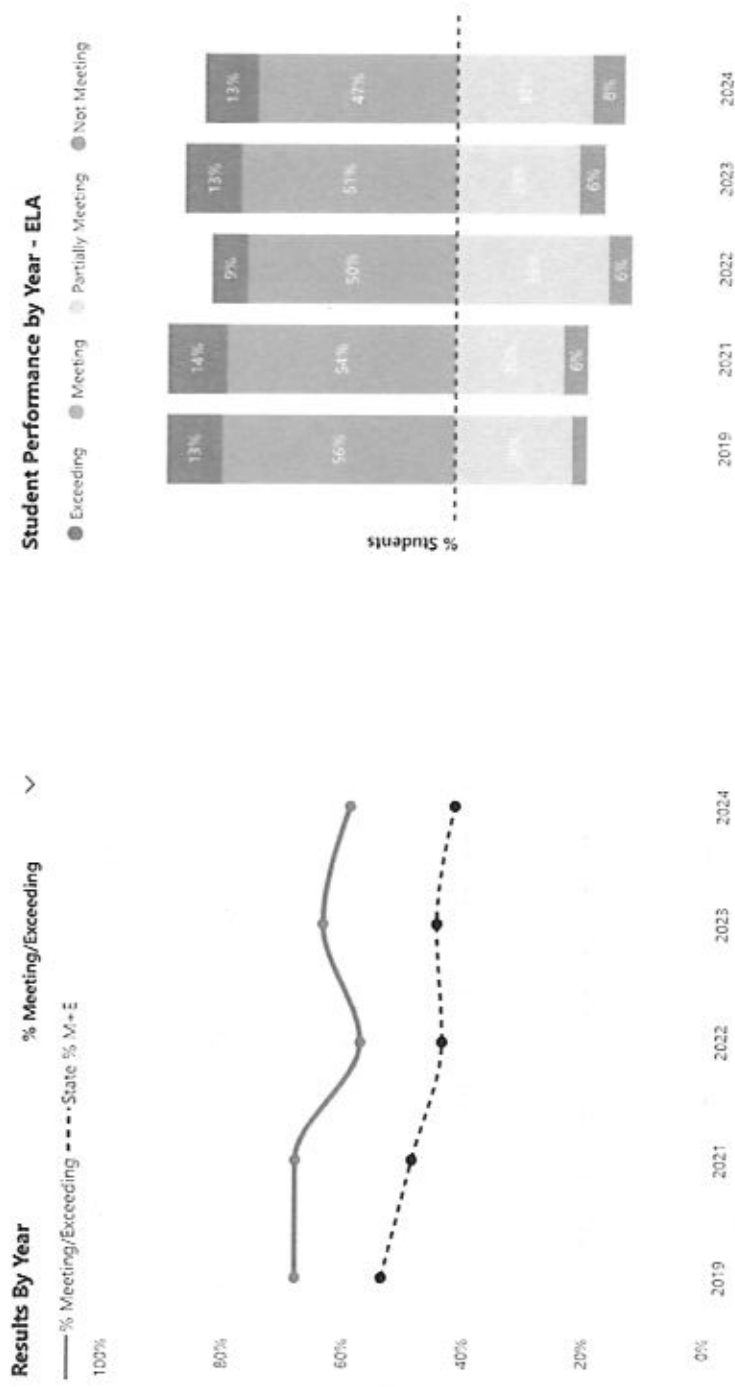 Results By Year
% Meeting/Exceeding
% Meeting/Exceeding State % M+E
100%
80%
60%
40%
0%
2019 2021 2022 2023 2024
Student Performance by Year - ELA
Exceeding Meeting Partially Meeting Not Meeting
% Students
13% 14% 9% 13% 13%
56% 54% 50% 51% 47%
6% 6% 6% 8%
2019 2021 2022 2023 2024